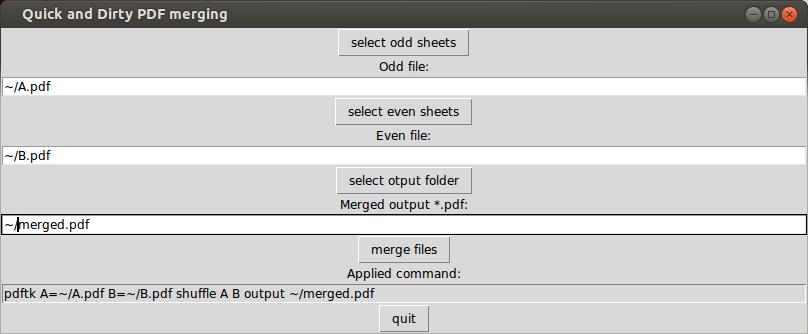 Quick and Dirty PDF merging
select odd sheets
Odd file:
~/A.pdf
select even sheets
Even file:
~/B.pdf
select otput folder
Merged output *.pdf:
~/merged.pdf
merge files
Applied command:
pdftk A=~/A.pdf B=~/B.pdf shuffle A B output ~/merged.pdf
quit